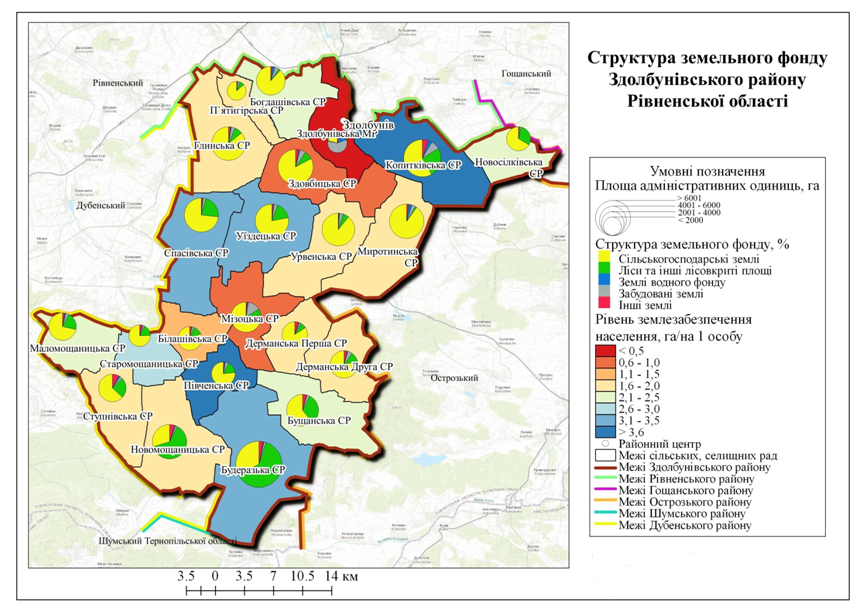 Структура земельного фонду
Здолбунівського району
Рівненської області
Рівненський
Гощанський
Богдашівська СР
П'ятигірська СР
Здолбунів
Здолбунівська МР
Глинська СР
Копитківська СР
Новосілківська
СР
Здовбицька СР
Дубенський
Уїздецька СР
Спасівська СР
Урвенська СР
Миротинська
СР
Мізоцька СР
Білашівська СР
Дерманська Перша СР
Маломощаницька СР
Старомощаницька СР
Дерманська Друга СР
Острозький
Півченська СР
Ступнівська СР
Бущанська СР
Новомощаницька СР
Будеразька СР
Шумський Тернопільської області
3.5 0 3.5 7 10.5 14 км
Умовні позначення
Площа адміністративних одиниць, га
> 6001
4001 - 6000
2001 - 4000
< 2000
Структура земельного фонду, %
Сільськогосподарські землі
Ліси та інші лісовкриті площі
Землі водного фонду
Забудовані землі
Інші землі
Рівень землезабезпечення
населення, га/на 1 особу
< 0,5
0,6 - 1,0
1,1 - 1,5
1,6 - 2,0
2,1 - 2,5
2,6 - 3,0
3,1 - 3,5
> 3,6
Районний центр
Межі сільських, селищних рад
Межі Здолбунівського району
Межі Рівненського району
Межі Гощанського району
Межі Острозького району
Межі Шумського району
Межі Дубенського району